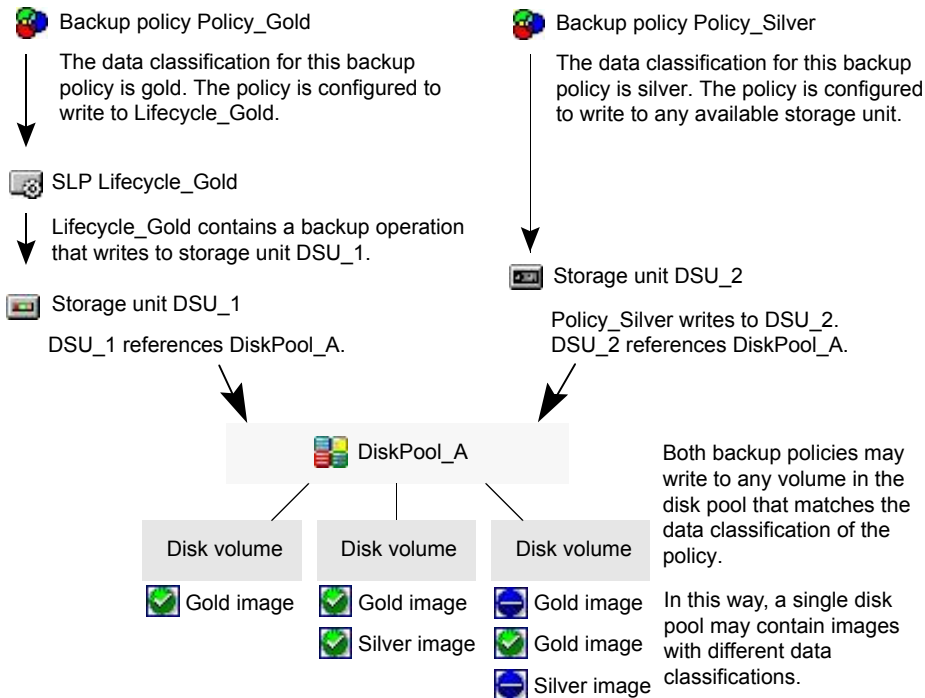 Backup policy Policy_Gold
The data classification for this backup
policy is gold. The policy is configured to
write to Lifecycle_Gold.
SLP Lifecycle_Gold
Lifecycle_Gold contains a backup operation
that writes to storage unit DSU_1.
Storage unit DSU_1
DSU_1 references DiskPool_A.
Backup policy Policy_Silver
The data classification for this backup
policy is silver. The policy is configured
to write to any available storage unit.
Storage unit DSU_2
Policy_Silver writes to DSU_2.
DSU_2 references DiskPool_A.
DiskPool_A
Disk volume
Gold image
Disk volume
Gold image
Silver image
Disk volume
Gold image
Gold image
Silver image
Both backup policies may
write to any volume in the
disk pool that matches the
data classification of the
policy.
In this way, a single disk
pool may contain images
with different data
classifications.